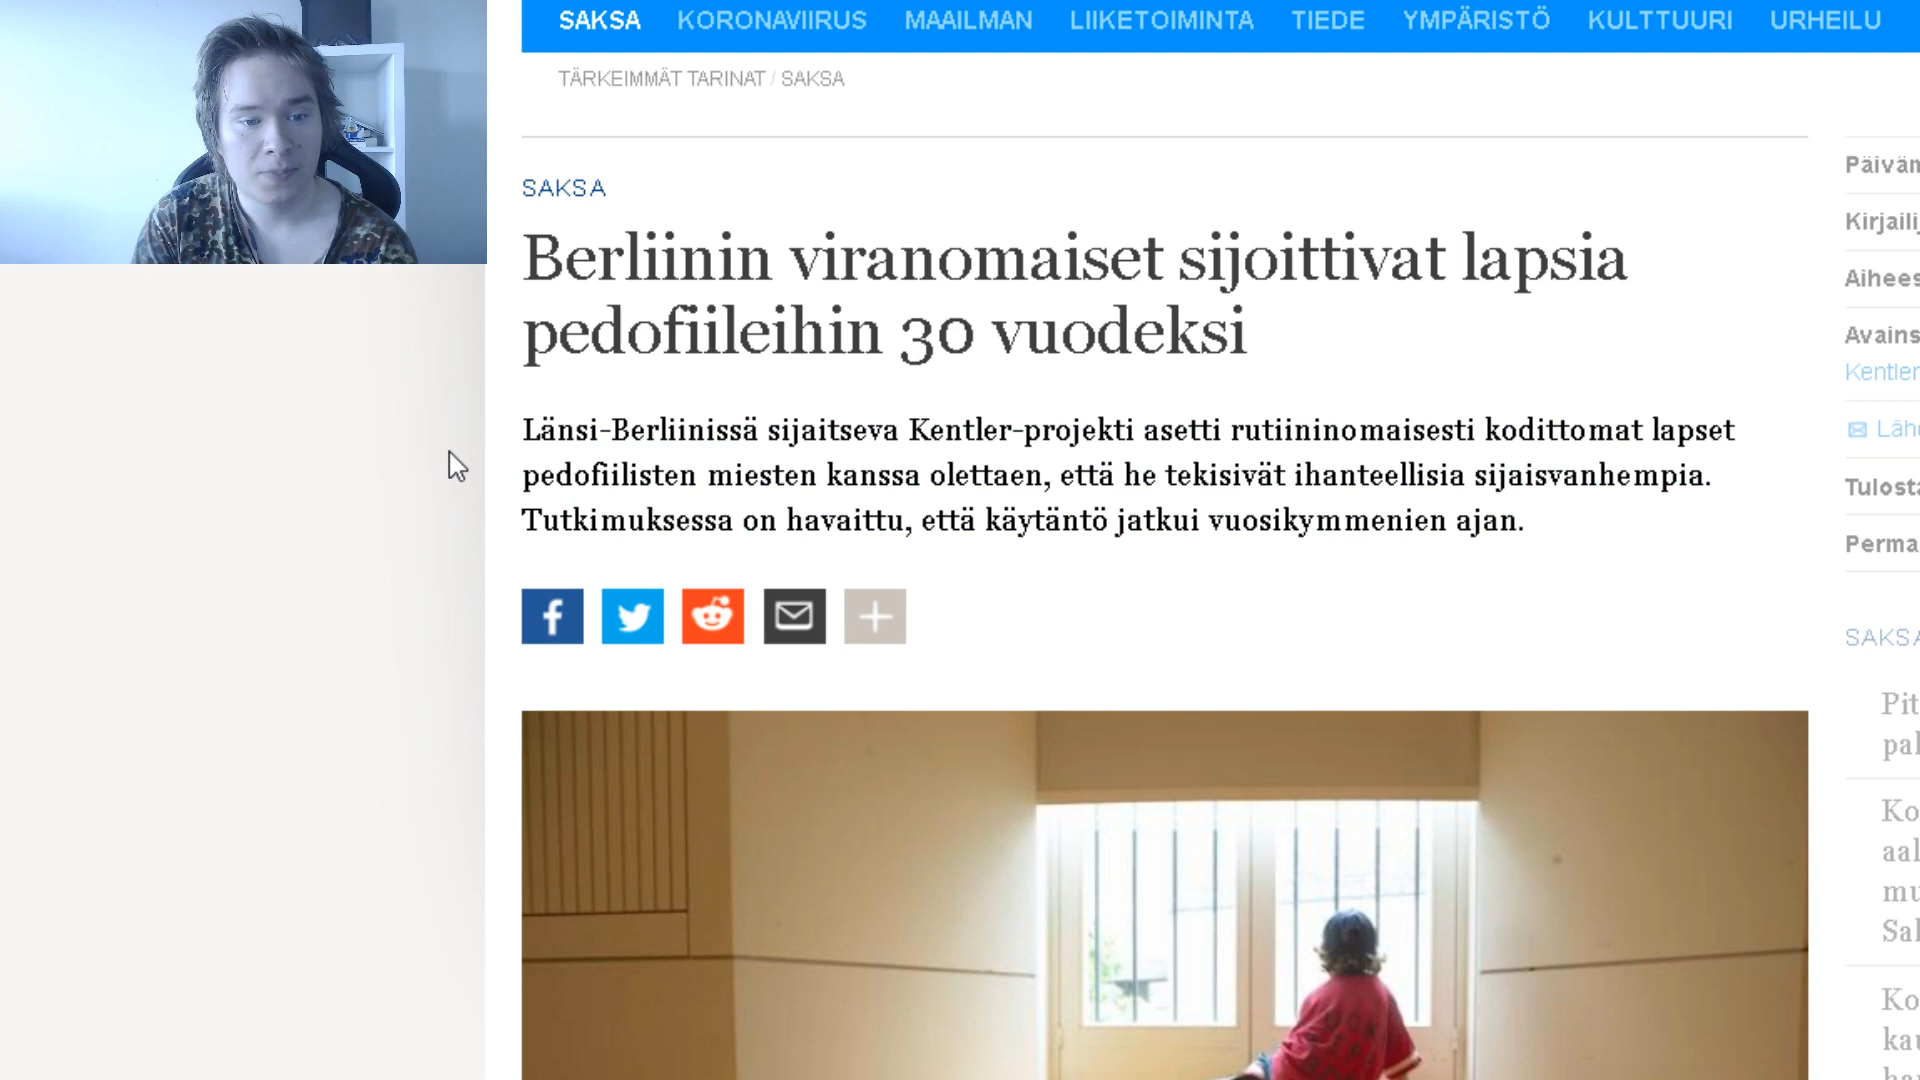 SAKSA KORONAVIIRUS MAAILMAN LIIKETOIMINTA TIEDE YMPÄRISTÖ KULTTUURI URHEILU
TÄRKEIMMÄT TARINAT / SAKSA
SAKSA
Berliinin viranomaiset sijoittivat lapsia
pedofiileihin 30 vuodeksi
Länsi-Berliinissä sijaitseva Kentler-projekti asetti rutiininomaisesti kodittomat lapset
pedofiilisten miesten kanssa olettaen, että he tekisivät ihanteellisia sijaisvanhempia.
Tutkimuksessa on havaittu, että käytäntö jatkui vuosikymmenien ajan.
Kentler
SAKSA